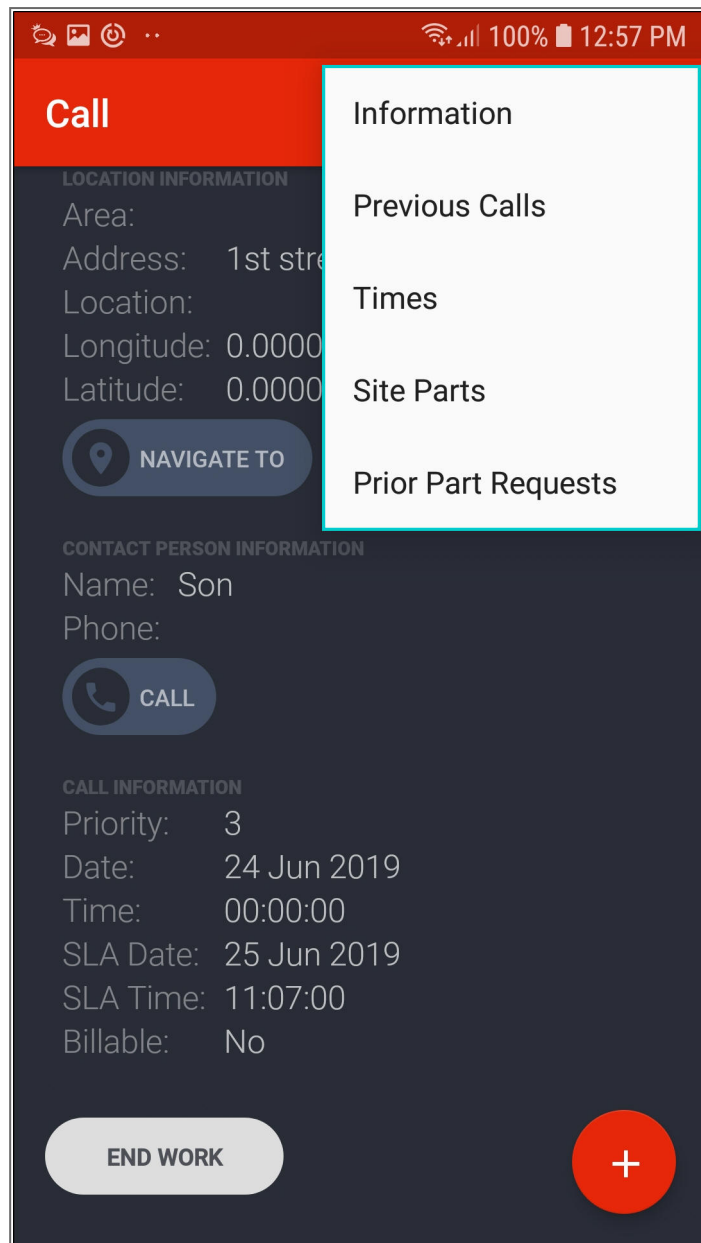 100% 12:57 PM
Call
Information
Previous Calls
Times
Site Parts
Prior Part Requests
LOCATION INFORMATION
Area:
Address: 1st stre
Location:
Longitude: 0.0000
Latitude: 0.0000
NAVIGATE TO
CONTACT PERSON INFORMATION
Name: Son
Phone:
CALL
CALL INFORMATION
Priority: 3
Date: 24 Jun 2019
Time: 00:00:00
SLA Date: 25 Jun 2019
SLA Time: 11:07:00
Billable: No
END WORK
+